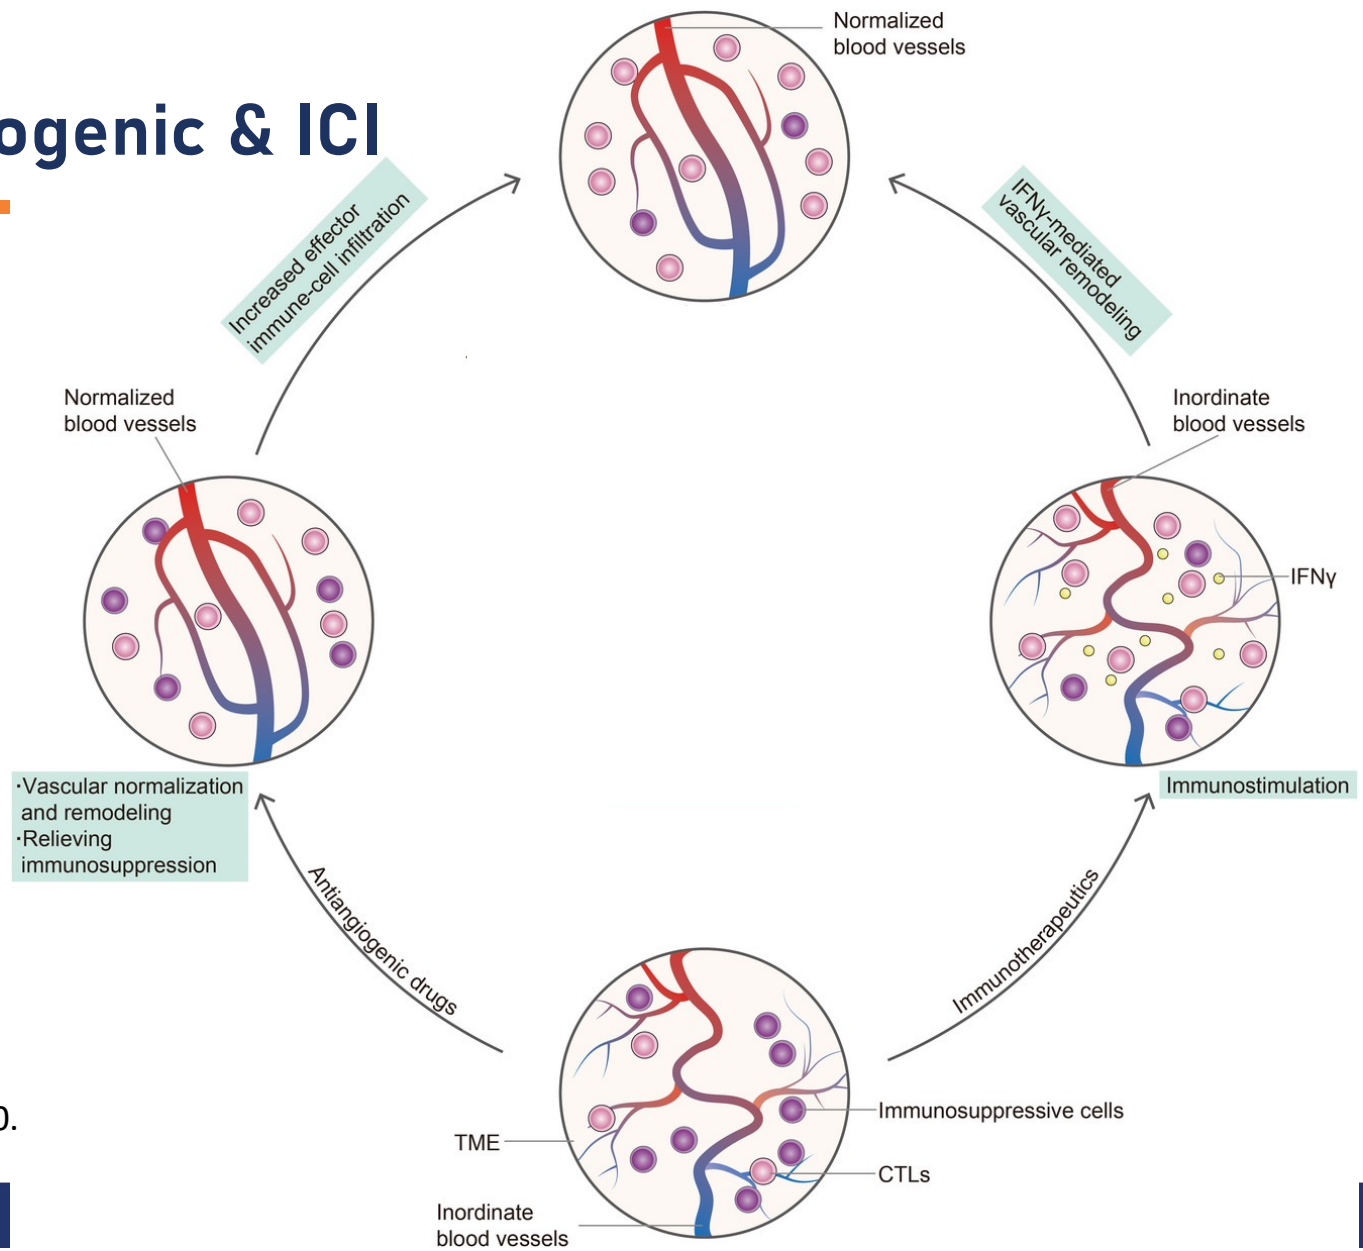 Normalized
blood vessels
ogenic & ICI
Increased effector
immune-cell infiltration
IFNγ-mediated
vascular remodeling
Normalized
blood vessels
Inordinate
blood vessels
IFNγ
·Vascular normalization
and remodeling
·Relieving
immunosuppression
Immunostimulation
Antiangiogenic drugs
Immunotherapeutics
Immunosuppressive cells
TME
CTLs
Inordinate
blood vessels
0.